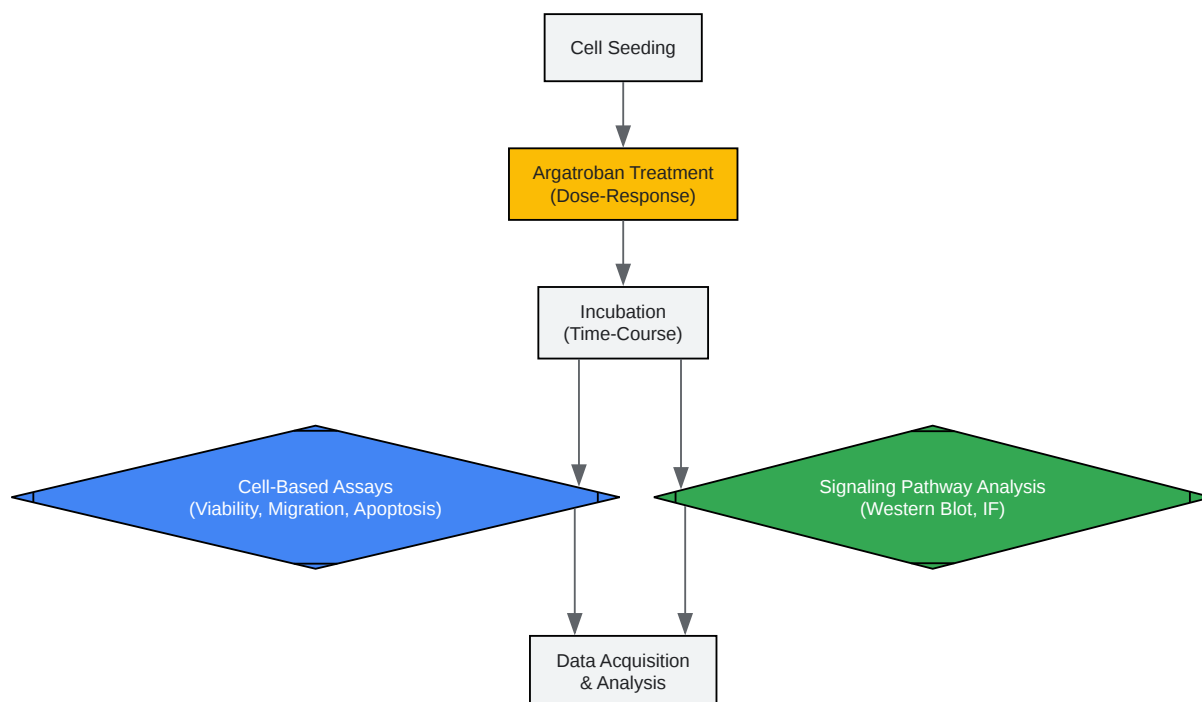 Cell Seeding
Argatroban Treatment
(Dose-Response)
Incubation
(Time-Course)
Cell-Based Assays
(Viability, Migration, Apoptosis)
Signaling Pathway Analysis
(Western Blot, IF)
Data Acquisition
& Analysis